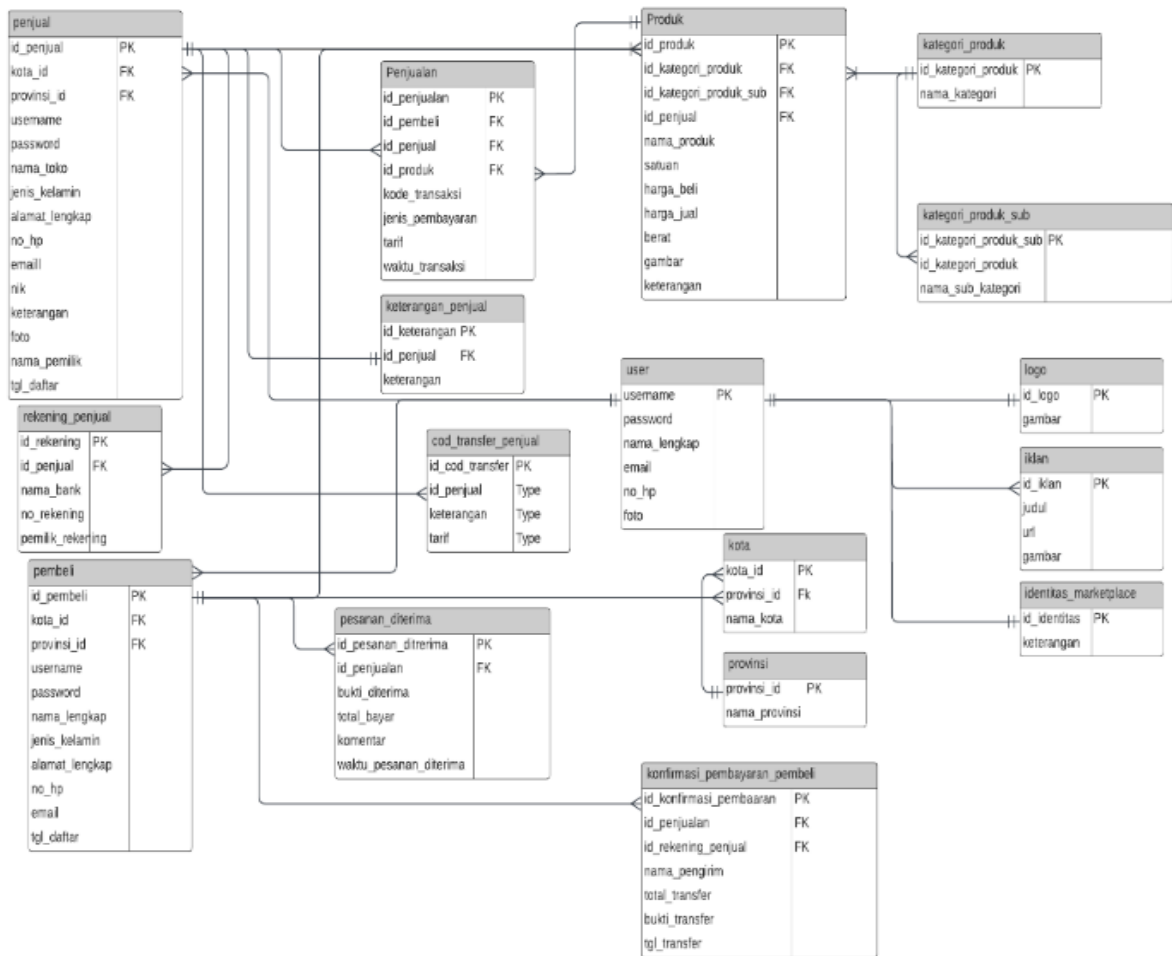 penjual
id_penjual PK
kota_id FK
provinsi_id FK
username
password
nama_toko
jenis_kelamin
alamat_lengkap
no_hp
emaill
nik
keterangan
foto
nama_pemilik
tgl_daftar
Penjualan
id_penjualan PK
id_pembeli FK
id_penjual FK
id_produk FK
kode_transaksi
jenis_pembayaran
tarif
waktu_transaksi
Produk
id_produk PK
id_kategori_produk FK
id_kategori_produk_sub FK
id_penjual FK
nama_produk
satuan
harga_beli
harga_jual
berat
gambar
keterangan
kategori_produk
id_kategori_produk PK
nama_kategori
kategori_produk_sub
id_kategori_produk_sub PK
id_kategori_produk
nama_sub_kategori
keterangan_penjual
id_keterangan PK
id_penjual FK
keterangan
rekening_penjual
id_rekening PK
id_penjual FK
nama_bank
no_rekening
pemilik_rekening
cod_transfer_penjual
id_cod_transfer PK
id_penjual Type
keterangan Type
tarif Type
user
username PK
password
nama_lengkap
email
no_hp
foto
logo
id_logo PK
gambar
iklan
id_iklan PK
judul
url
gambar
identitas_marketplace
id_identitas PK
keterangan
kota
kota_id PK
provinsi_id Fk
nama_kota
provinsi
provinsi_id PK
nama_provinsi
pembeli
id_pembeli PK
kota_id FK
provinsi_id FK
username
password
nama_lengkap
jenis_kelamin
alamat_lengkap
no_hp
email
tgl_daftar
pesanan_diterima
id_pesanan_ditrerima PK
id_penjualan FK
bukti_diterima
total_bayar
komentar
waktu_pesanan_diterima
konfirmasi_pembayaran_pembeli
id_konfirmasi_pembaaran PK
id_penjualan FK
id_rekening_penjual FK
nama_pengirim
total_transfer
bukti_transfer
tgl_transfer